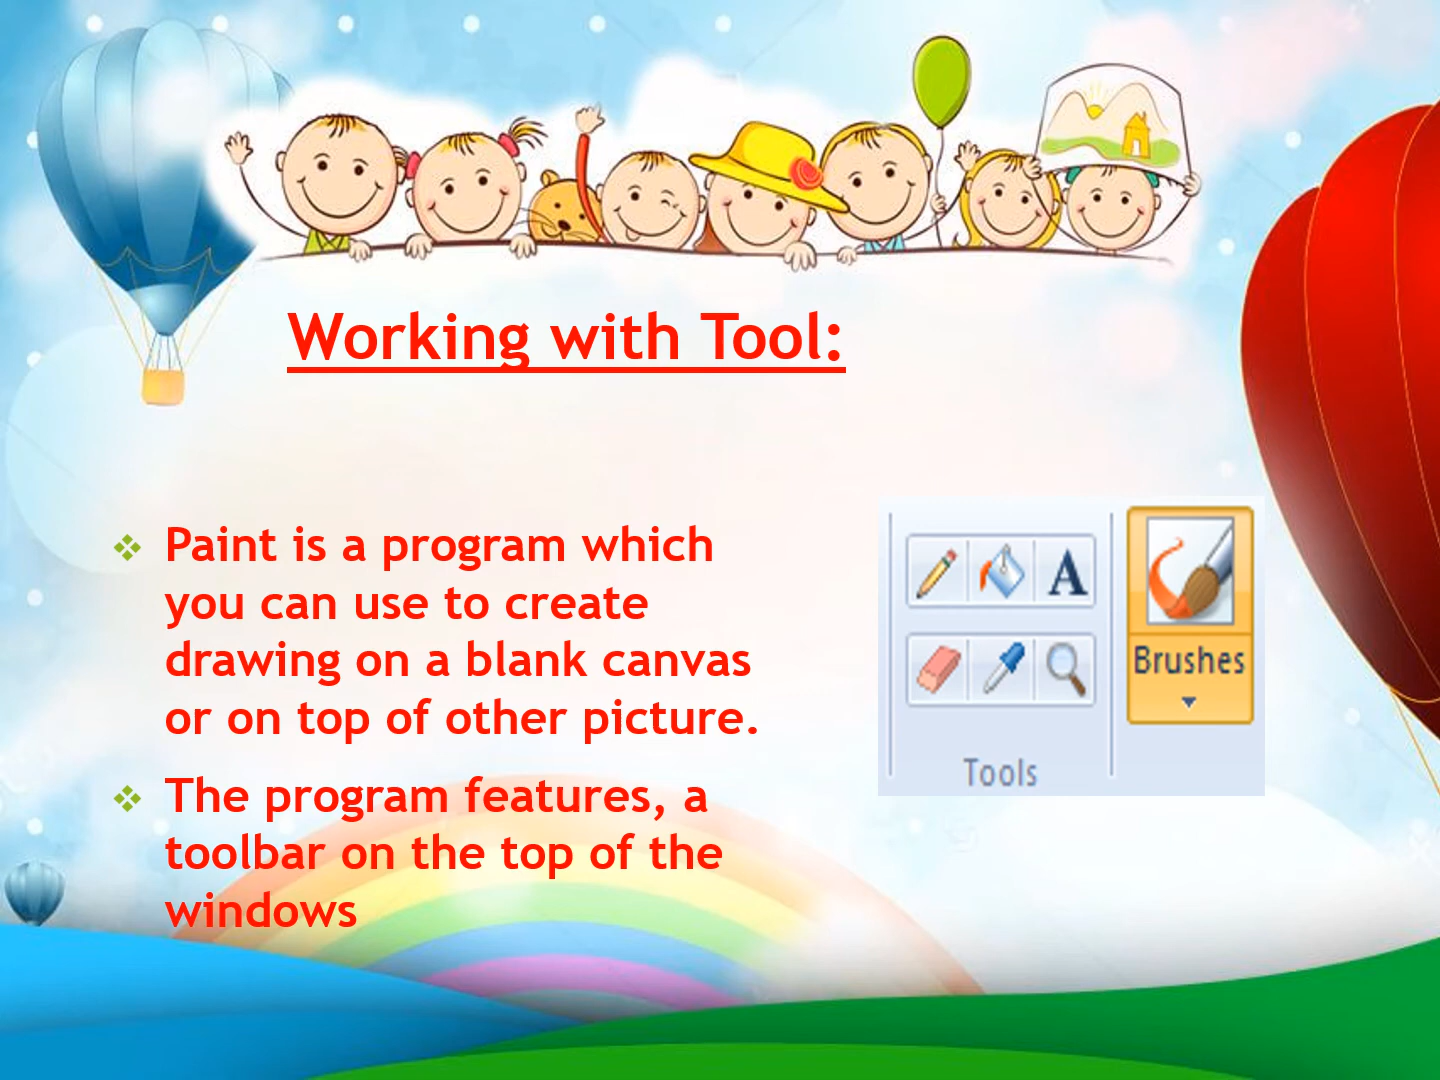 Working with Tool:
Paint is a program which
you can use to create
drawing on a blank canvas
or on top of other picture.
The program features, a
toolbar on the top of the
windows
A
Brushes
Tools